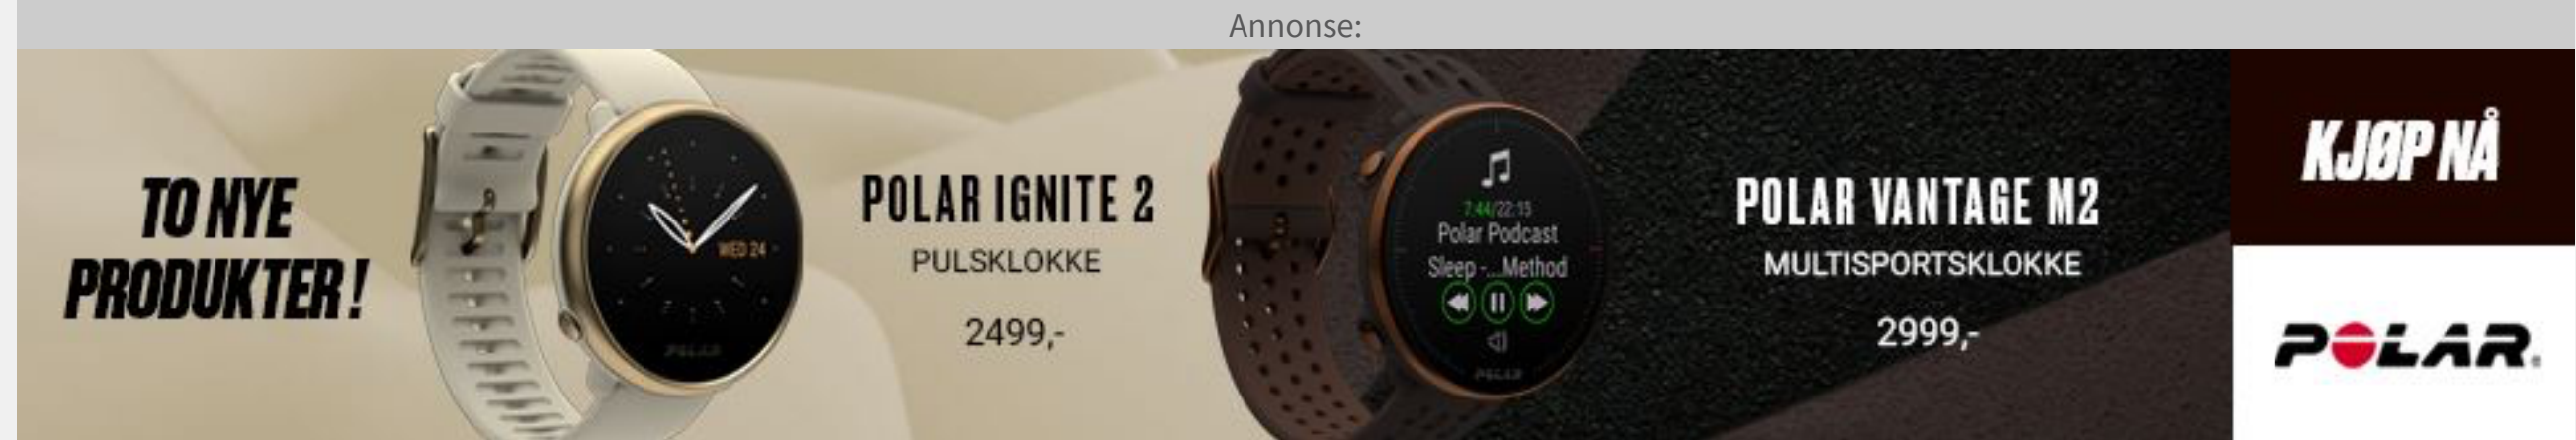 Annonse:
TO NYE
PRODUKTER!
WED 24
POLAR
POLAR IGNITE 2
PULSKLOKKE
2499,-
7:44/22:15
Polar Podcast
Sleep -...Method
POLAR
POLAR VANTAGE M2
MULTISPORTSKLOKKE
2999,-
KJØP NÅ
POLAR®